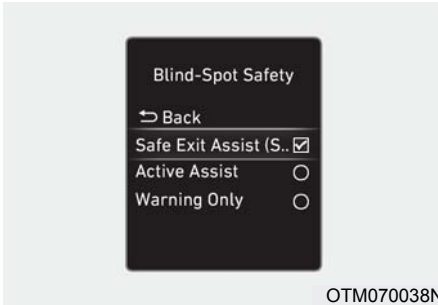 Blind-Spot Safety
Back
Safe Exit Assist (S..
Active Assist
Warning Only
OTM070038N